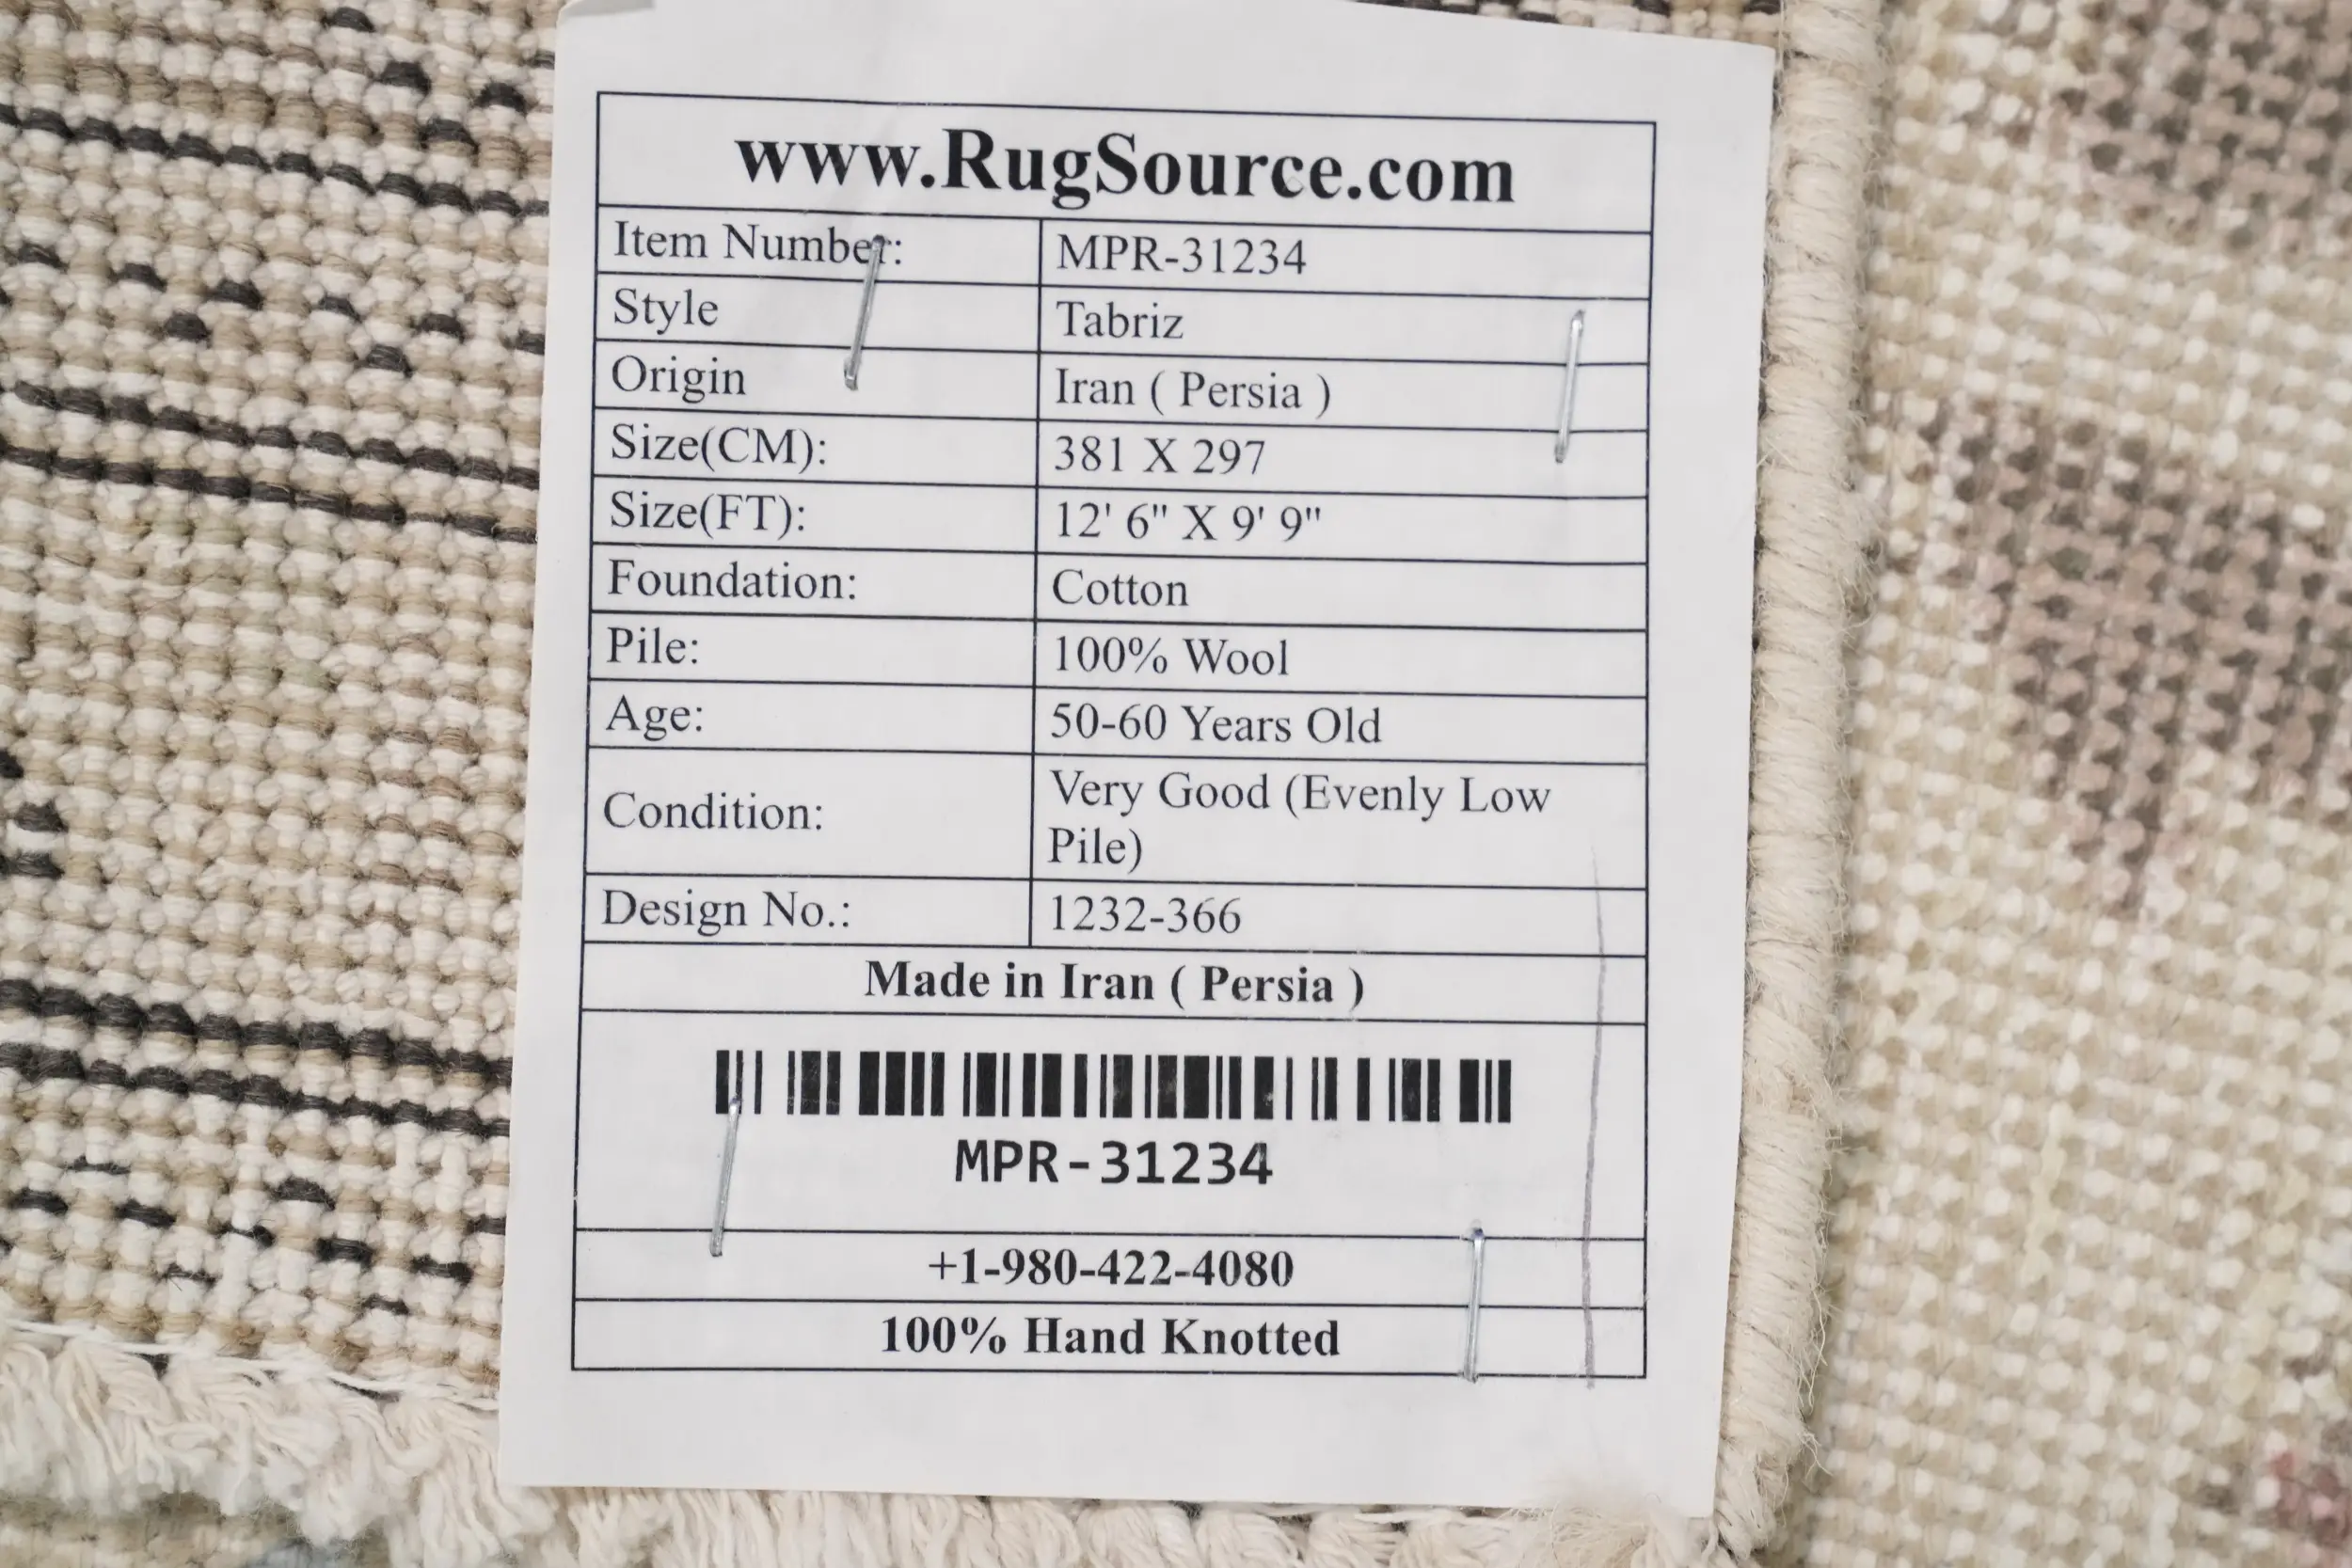 www.RugSource.com
Item Number: MPR-31234
Style Tabriz
Origin Iran ( Persia )
Size(CM): 381 X 297
Size(FT): 12' 6" X 9' 9"
Foundation: Cotton
Pile: 100% Wool
Age: 50-60 Years Old
Condition: Very Good (Evenly Low
Pile)
Design No.: 1232-366
Made in Iran ( Persia )
MPR-31234
+1-980-422-4080
100% Hand Knotted